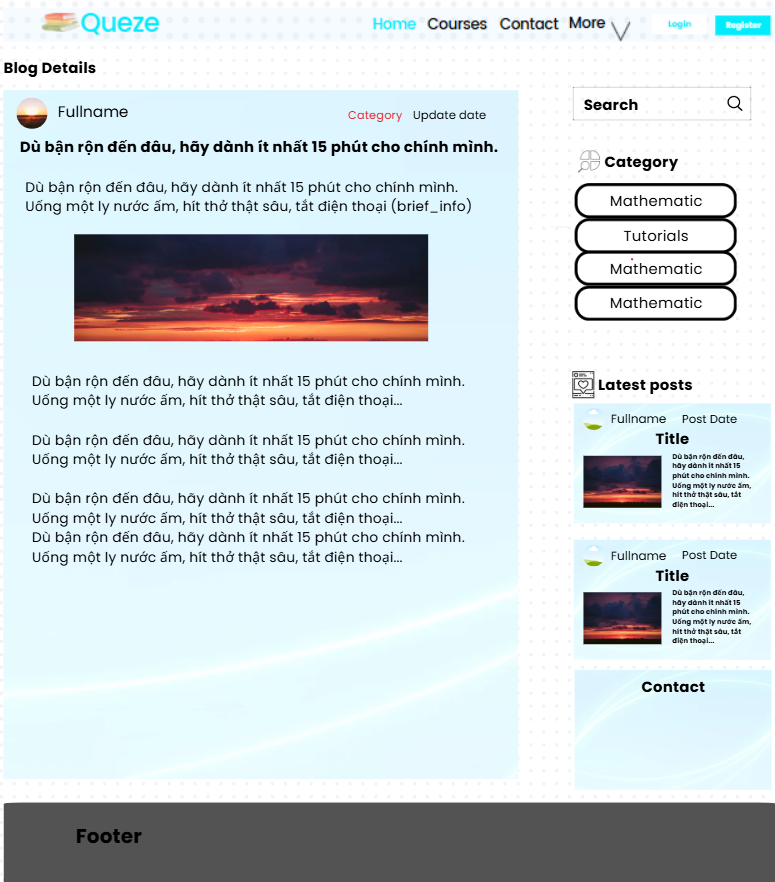 Queze
Home Courses Contact More
Login
Register
Blog Details
Fullname
Category Update date
Dù bận rộn đến đâu, hãy dành ít nhất 15 phút cho chính mình.
Dù bận rộn đến đâu, hãy dành ít nhất 15 phút cho chính mình.
Uống một ly nước ấm, hít thở thật sâu, tắt điện thoại (brief_info)
Dù bận rộn đến đâu, hãy dành ít nhất 15 phút cho chính mình.
Uống một ly nước ấm, hít thở thật sâu, tắt điện thoại...
Dù bận rộn đến đâu, hãy dành ít nhất 15 phút cho chính mình.
Uống một ly nước ấm, hít thở thật sâu, tắt điện thoại...
Dù bận rộn đến đâu, hãy dành ít nhất 15 phút cho chính mình.
Uống một ly nước ấm, hít thở thật sâu, tắt điện thoại...
Dù bận rộn đến đâu, hãy dành ít nhất 15 phút cho chính mình.
Uống một ly nước ấm, hít thở thật sâu, tắt điện thoại...
Search
Category
Mathematic
Tutorials
Mathematic
Mathematic
Latest posts
Fullname Post Date
Title
Dù bận rộn đến đâu,
hãy dành ít nhất 15
phút cho chính mình.
Uống một ly nước ấm,
hít thở thật sâu, tắt
điện thoại...
Fullname Post Date
Title
Dù bận rộn đến đâu,
hãy dành ít nhất 15
phút cho chính mình.
Uống một ly nước ấm,
hít thở thật sâu, tắt
điện thoại...
Contact
Footer